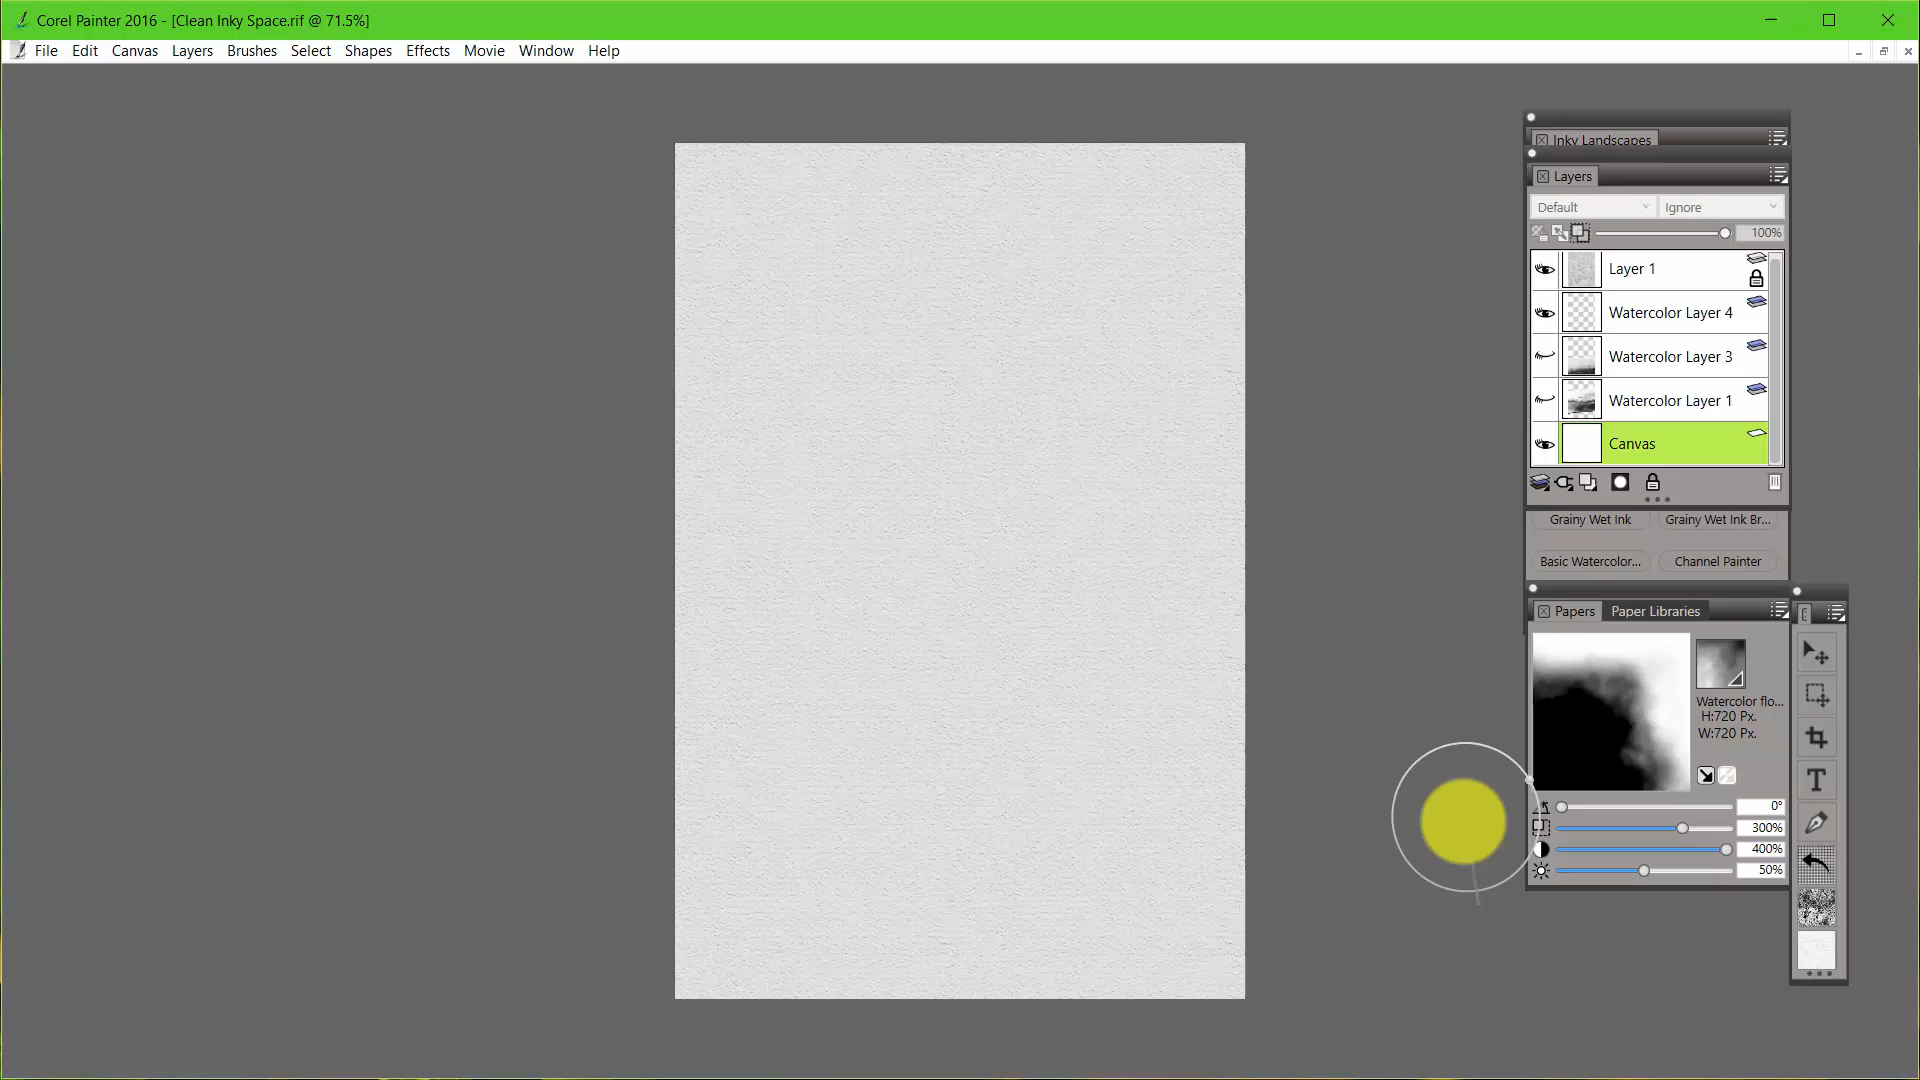 Corel Painter 2016 - [Clean Inky Space.rif @ 71.5%]
File Edit Canvas Layers Brushes Select Shapes Effects Movie Window Help
Inky Landscapes
Layers
Default Ignore
100%
Layer 1
Watercolor Layer 4
Watercolor Layer 3
Watercolor Layer 1
Canvas
Grainy Wet Ink Grainy Wet Ink Br...
Basic Watercolor... Channel Painter
Papers Paper Libraries
Watercolor flo...
H:720 Px.
W:720 Px.
0°
300%
400%
50%